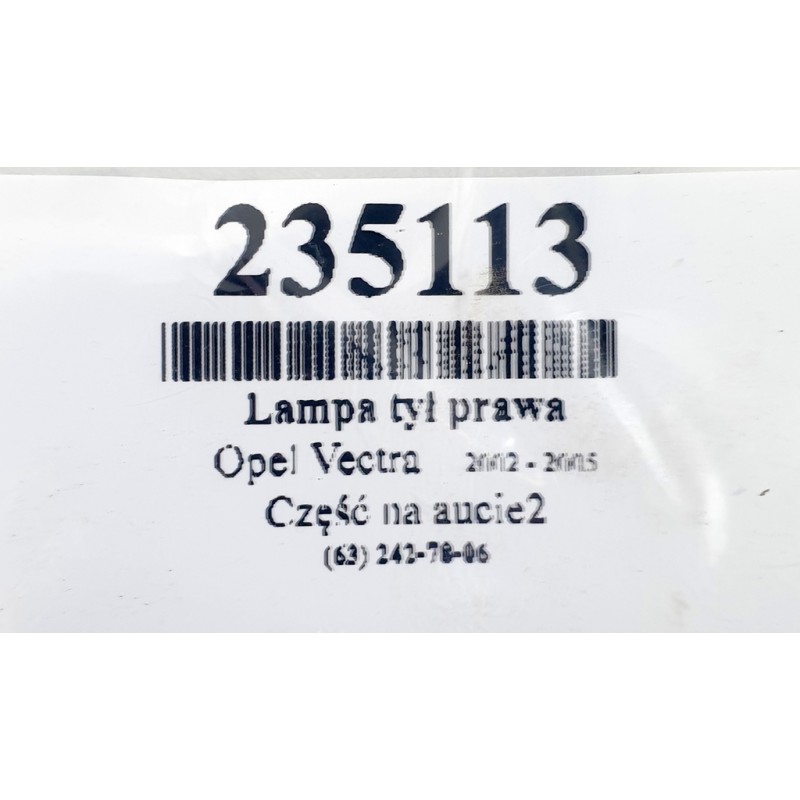 235113
Lampa tył prawa
Opel Vectra 2002 - 2005
Część na aucie2
(63) 242-78-06